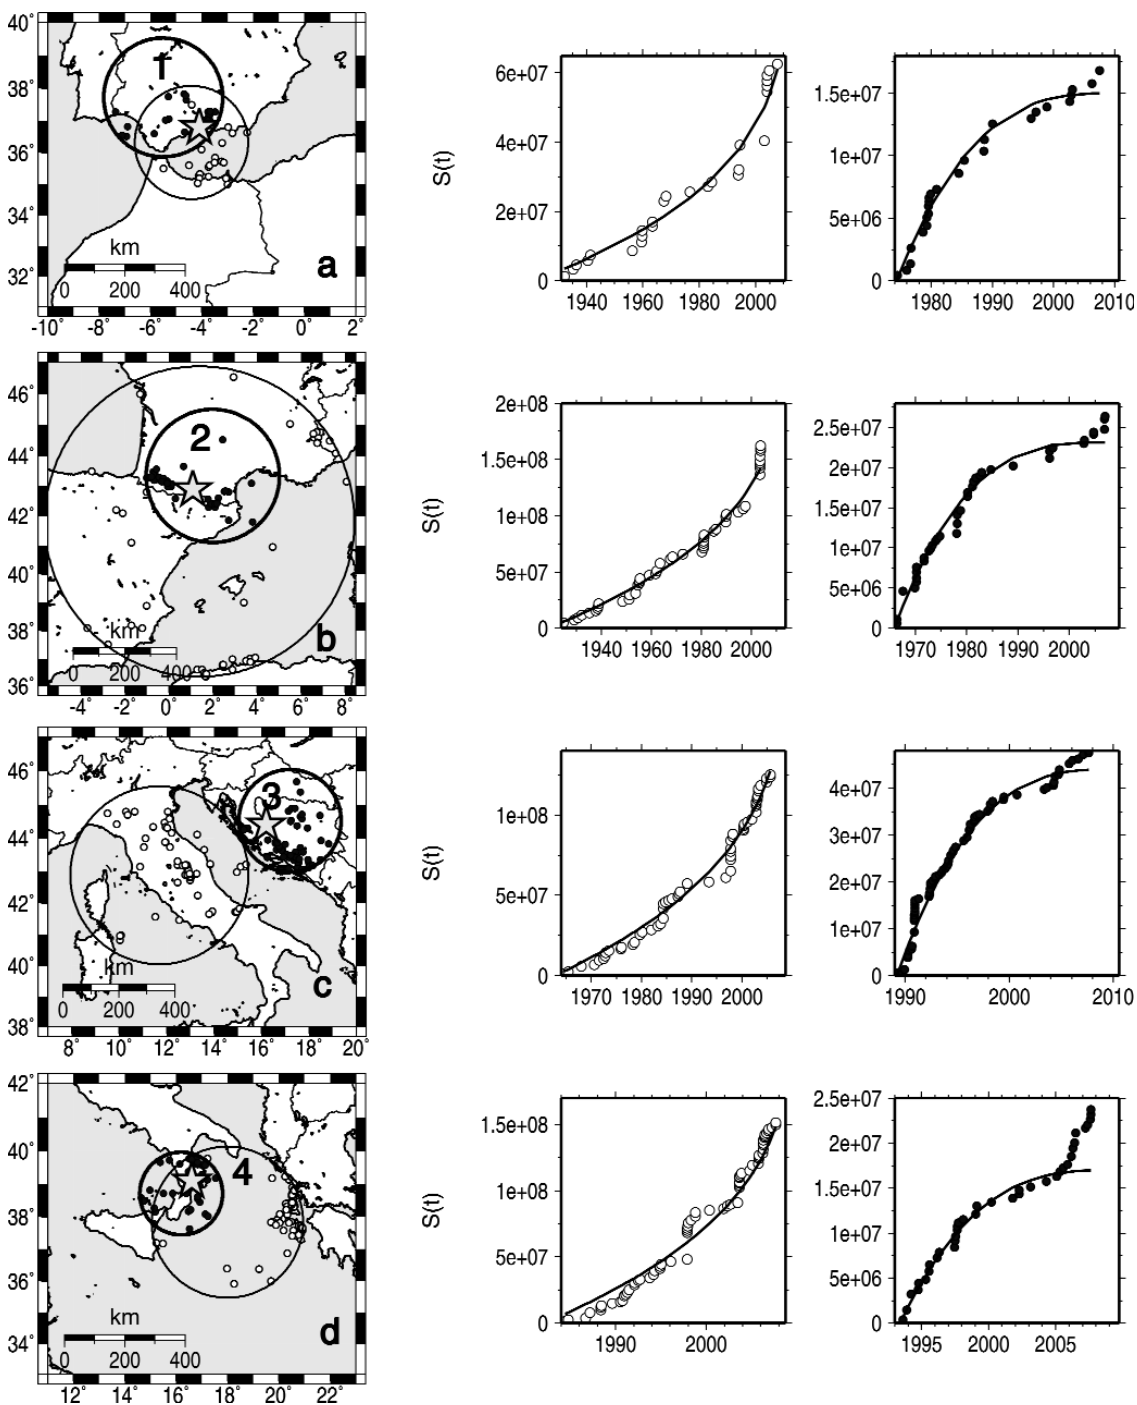 40°
38°
36°
34°
32°
1
km
0 200 400
a
-10° -8° -6° -4° -2° 0° 2°
S(t)
6e+07
4e+07
2e+07
0
1940 1960 1980 2000
1.5e+07
1e+07
5e+06
0
1980 1990 2000 2010
46°
44°
42°
40°
38°
36°
2
km
0 200 400
b
-4° -2° 0° 2° 4° 6° 8°
S(t)
2e+08
1.5e+08
1e+08
5e+07
0
1940 1960 1980 2000
2.5e+07
2e+07
1.5e+07
1e+07
5e+06
0
1970 1980 1990 2000
46°
44°
42°
40°
38°
3
km
0 200 400
c
8° 10° 12° 14° 16° 18° 20°
S(t)
1e+08
5e+07
0
1970 1980 1990 2000
4e+07
3e+07
2e+07
1e+07
0
1990 2000 2010
42°
40°
38°
36°
34°
4
km
0 200 400
d
12° 14° 16° 18° 20° 22°
S(t)
1.5e+08
1e+08
5e+07
0
1990 2000
2.5e+07
2e+07
1.5e+07
1e+07
5e+06
0
1995 2000 2005